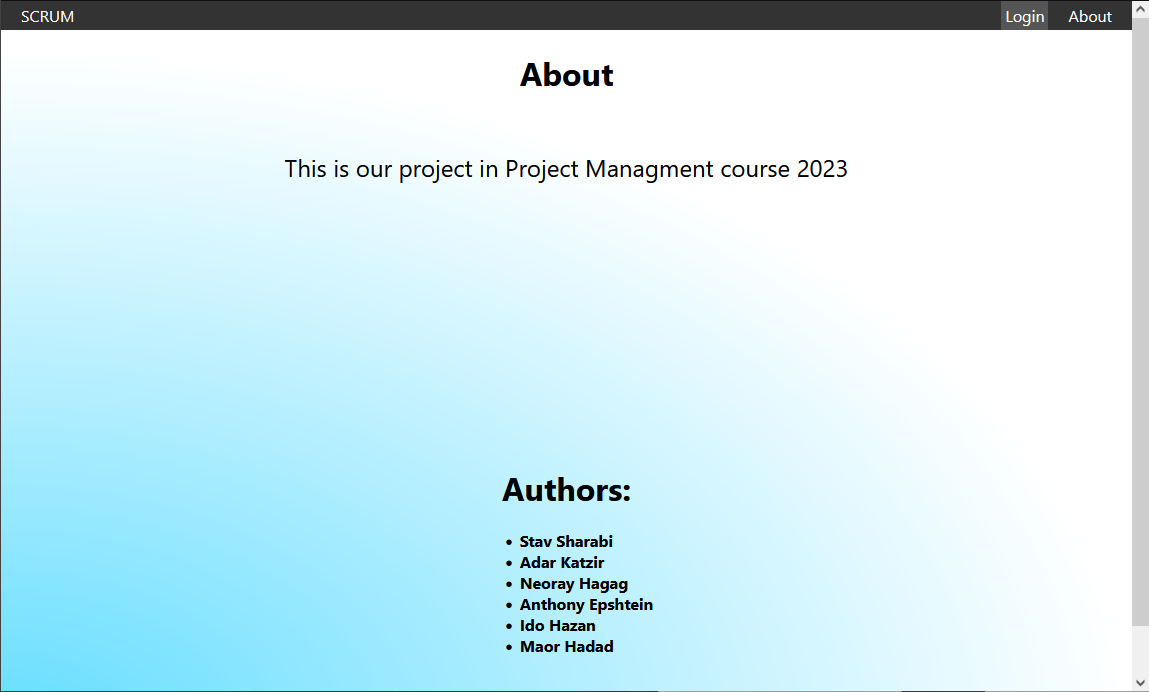 SCRUM Login About
About
This is our project in Project Managment course 2023
Authors:
• Stav Sharabi
• Adar Katzir
• Neoray Hagag
• Anthony Epshtein
• Ido Hazan
• Maor Hadad